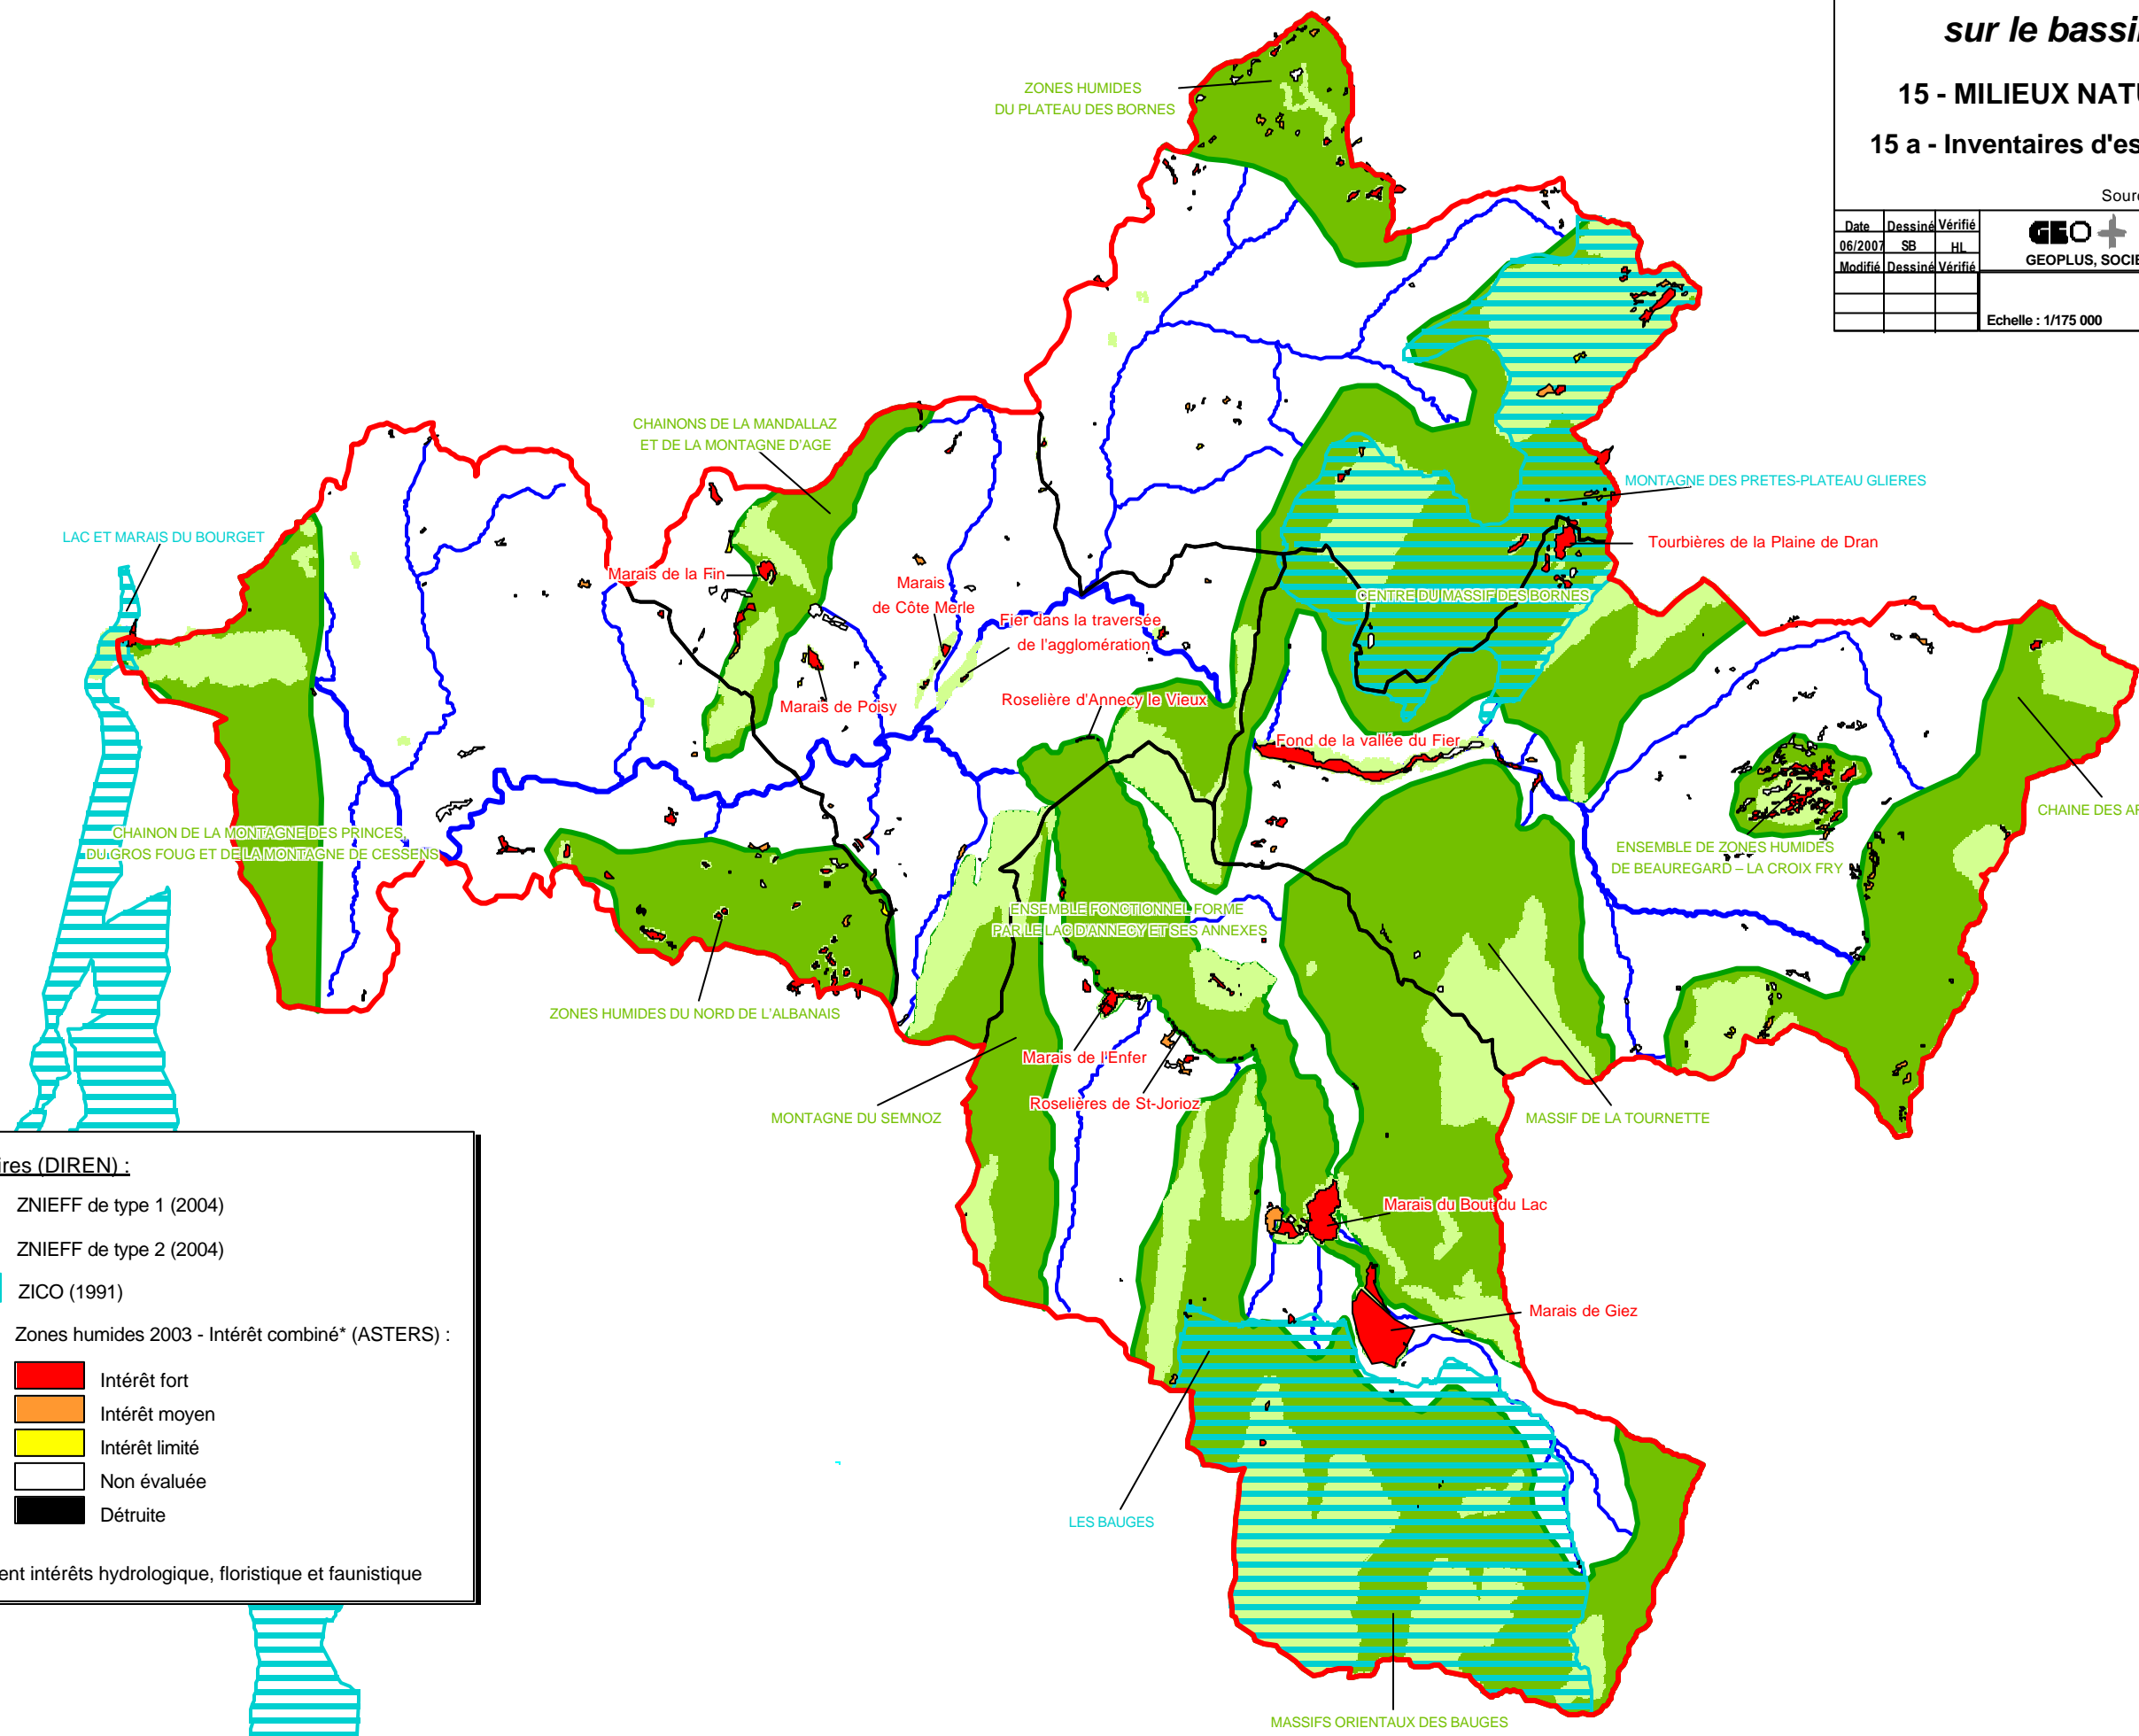 sur le bassi
15 - MILIEUX NAT
15 a - Inventaires d'es
Sour
Date Dessiné Vérifié
06/2007 SB HL
Modifié Dessiné Vérifié
GEO
GEOPLUS, SOCIE
Echelle : 1/175 000
ZONES HUMIDES
DU PLATEAU DES BORNES
CHAINONS DE LA MANDALLAZ
ET DE LA MONTAGNE D'AGE
MONTAGNE DES PRETES-PLATEAU GLIERES
LAC ET MARAIS DU BOURGET
Tourbières de la Plaine de Dran
Marais de la Fin
Marais
de Côte Merle
CENTRE DU MASSIF DES BORNES
Fier dans la traversée
de l'agglomération
Roselière d'Annecy le Vieux
Marais de Poisy
Fond de la vallée du Fier
CHAINE DES AR
CHAINON DE LA MONTAGNE DES PRINCES,
DU GROS FOUG ET DE LA MONTAGNE DE CESSENS
ENSEMBLE DE ZONES HUMIDES
DE BEAUREGARD – LA CROIX FRY
ENSEMBLE FONCTIONNEL FORME
PAR LE LAC D'ANNECY ET SES ANNEXES
ZONES HUMIDES DU NORD DE L'ALBANAIS
Marais de l'Enfer
Roselières de St-Jorioz
MONTAGNE DU SEMNOZ
MASSIF DE LA TOURNETTE
Marais du Bout du Lac
Marais de Giez
LES BAUGES
MASSIFS ORIENTAUX DES BAUGES
ires (DIREN) :
ZNIEFF de type 1 (2004)
ZNIEFF de type 2 (2004)
ZICO (1991)
Zones humides 2003 - Intérêt combiné* (ASTERS) :
Intérêt fort
Intérêt moyen
Intérêt limité
Non évaluée
Détruite
ent intérêts hydrologique, floristique et faunistique